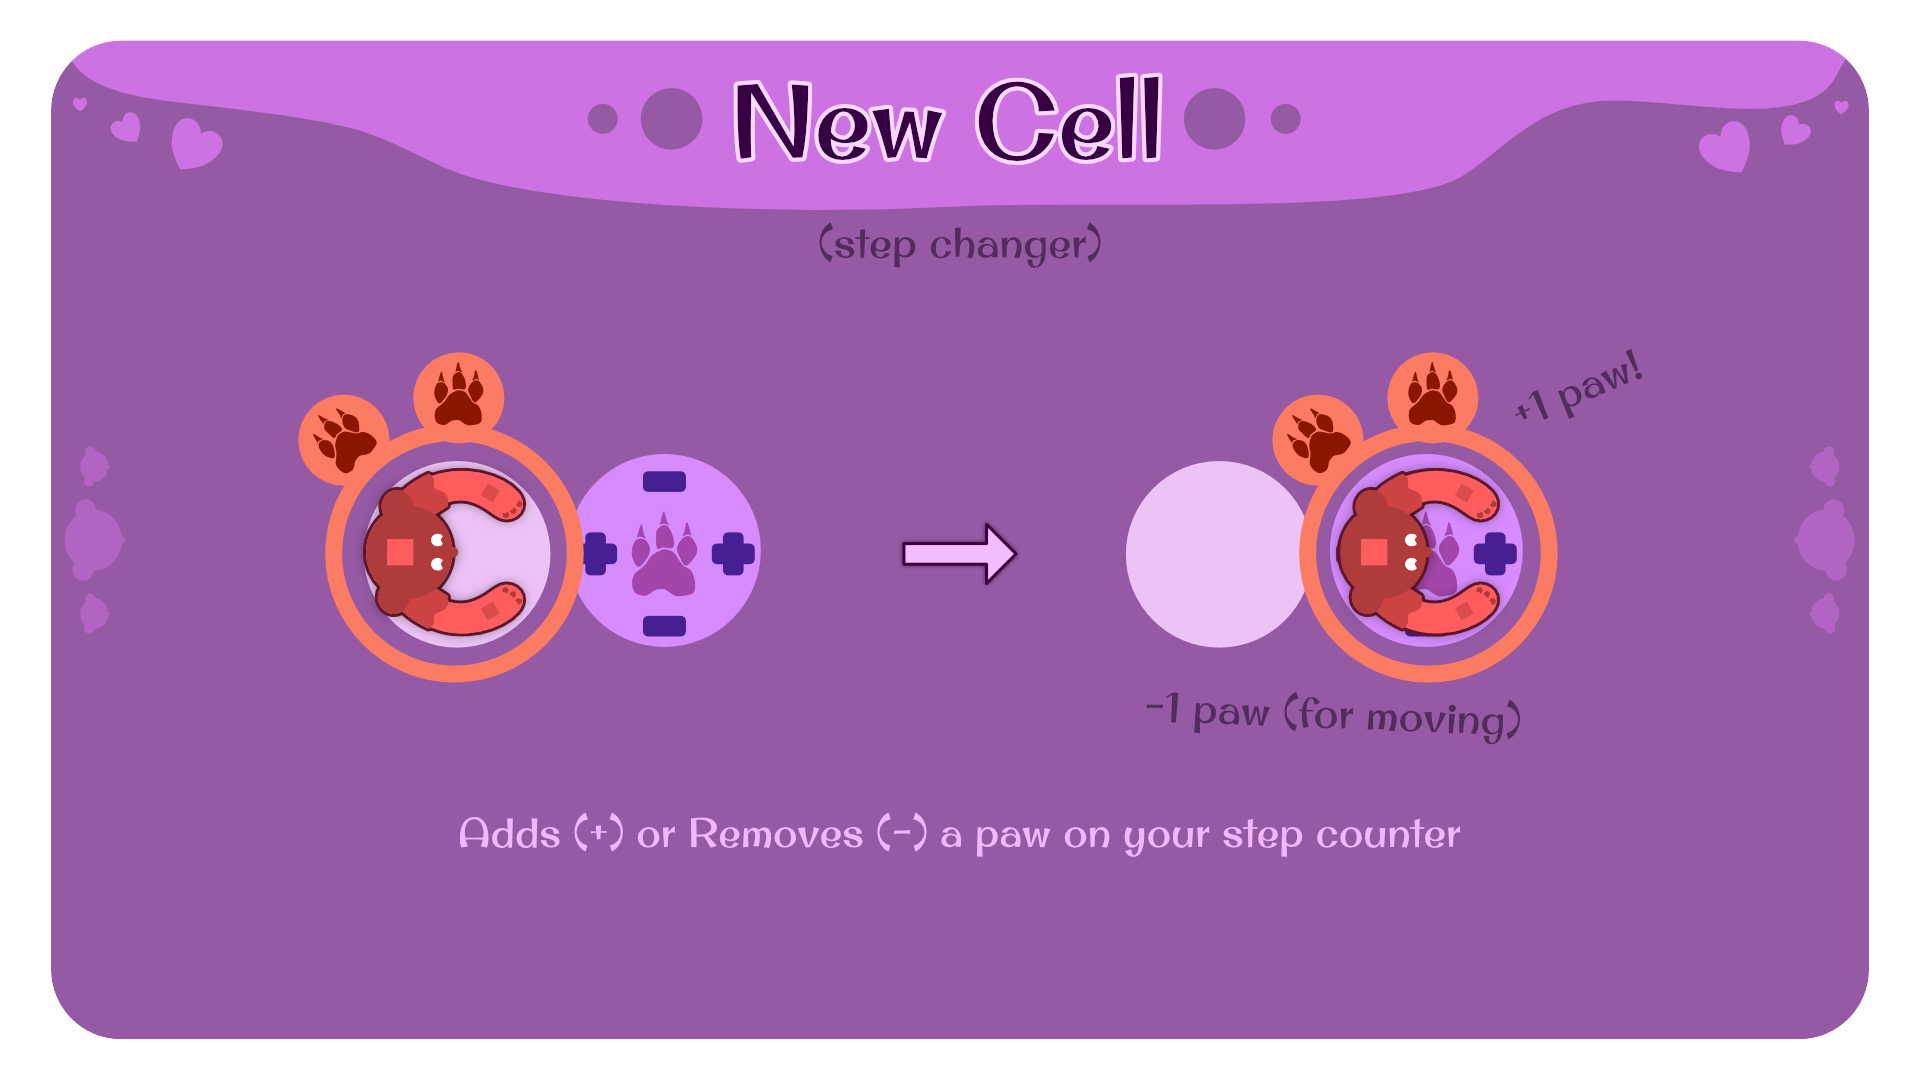 New Cell
(step changer)
+1 paw!
-1 paw (for moving)
Adds (+) or Removes (-) a paw on your step counter